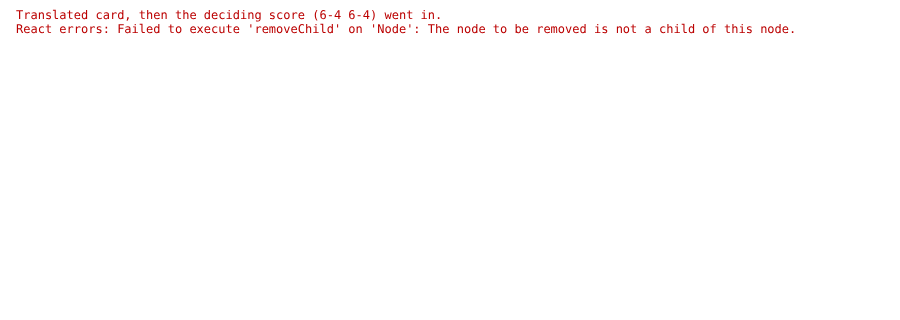 Translated card, then the deciding score (6-4 6-4) went in.
React errors: Failed to execute 'removeChild' on 'Node': The node to be removed is not a child of this node.